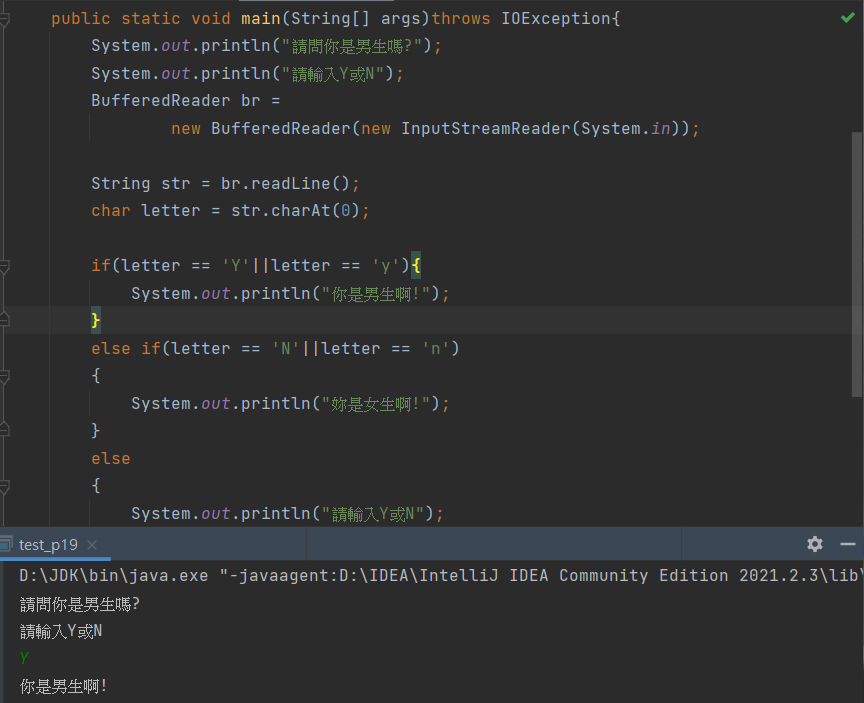 public static void main(String[] args)throws IOException{
System.out.println("請問你是男生嗎?");
System.out.println("請輸入Y或N");
BufferedReader br =
new BufferedReader(new InputStreamReader(System.in));
String str = br.readLine();
char letter = str.charAt(0);
if(letter == 'Y'||letter == 'y'){
System.out.println("你是男生啊!");
}
else if(letter == 'N'||letter == 'n')
{
System.out.println("妳是女生啊!");
}
else
{
System.out.println("請輸入Y或N");
test_p19
D:\JDK\bin\java.exe "-javaagent:D:\IDEA\IntelliJ IDEA Community Edition 2021.2.3\lib\
請問你是男生嗎?
請輸入Y或N
Y
你是男生啊!